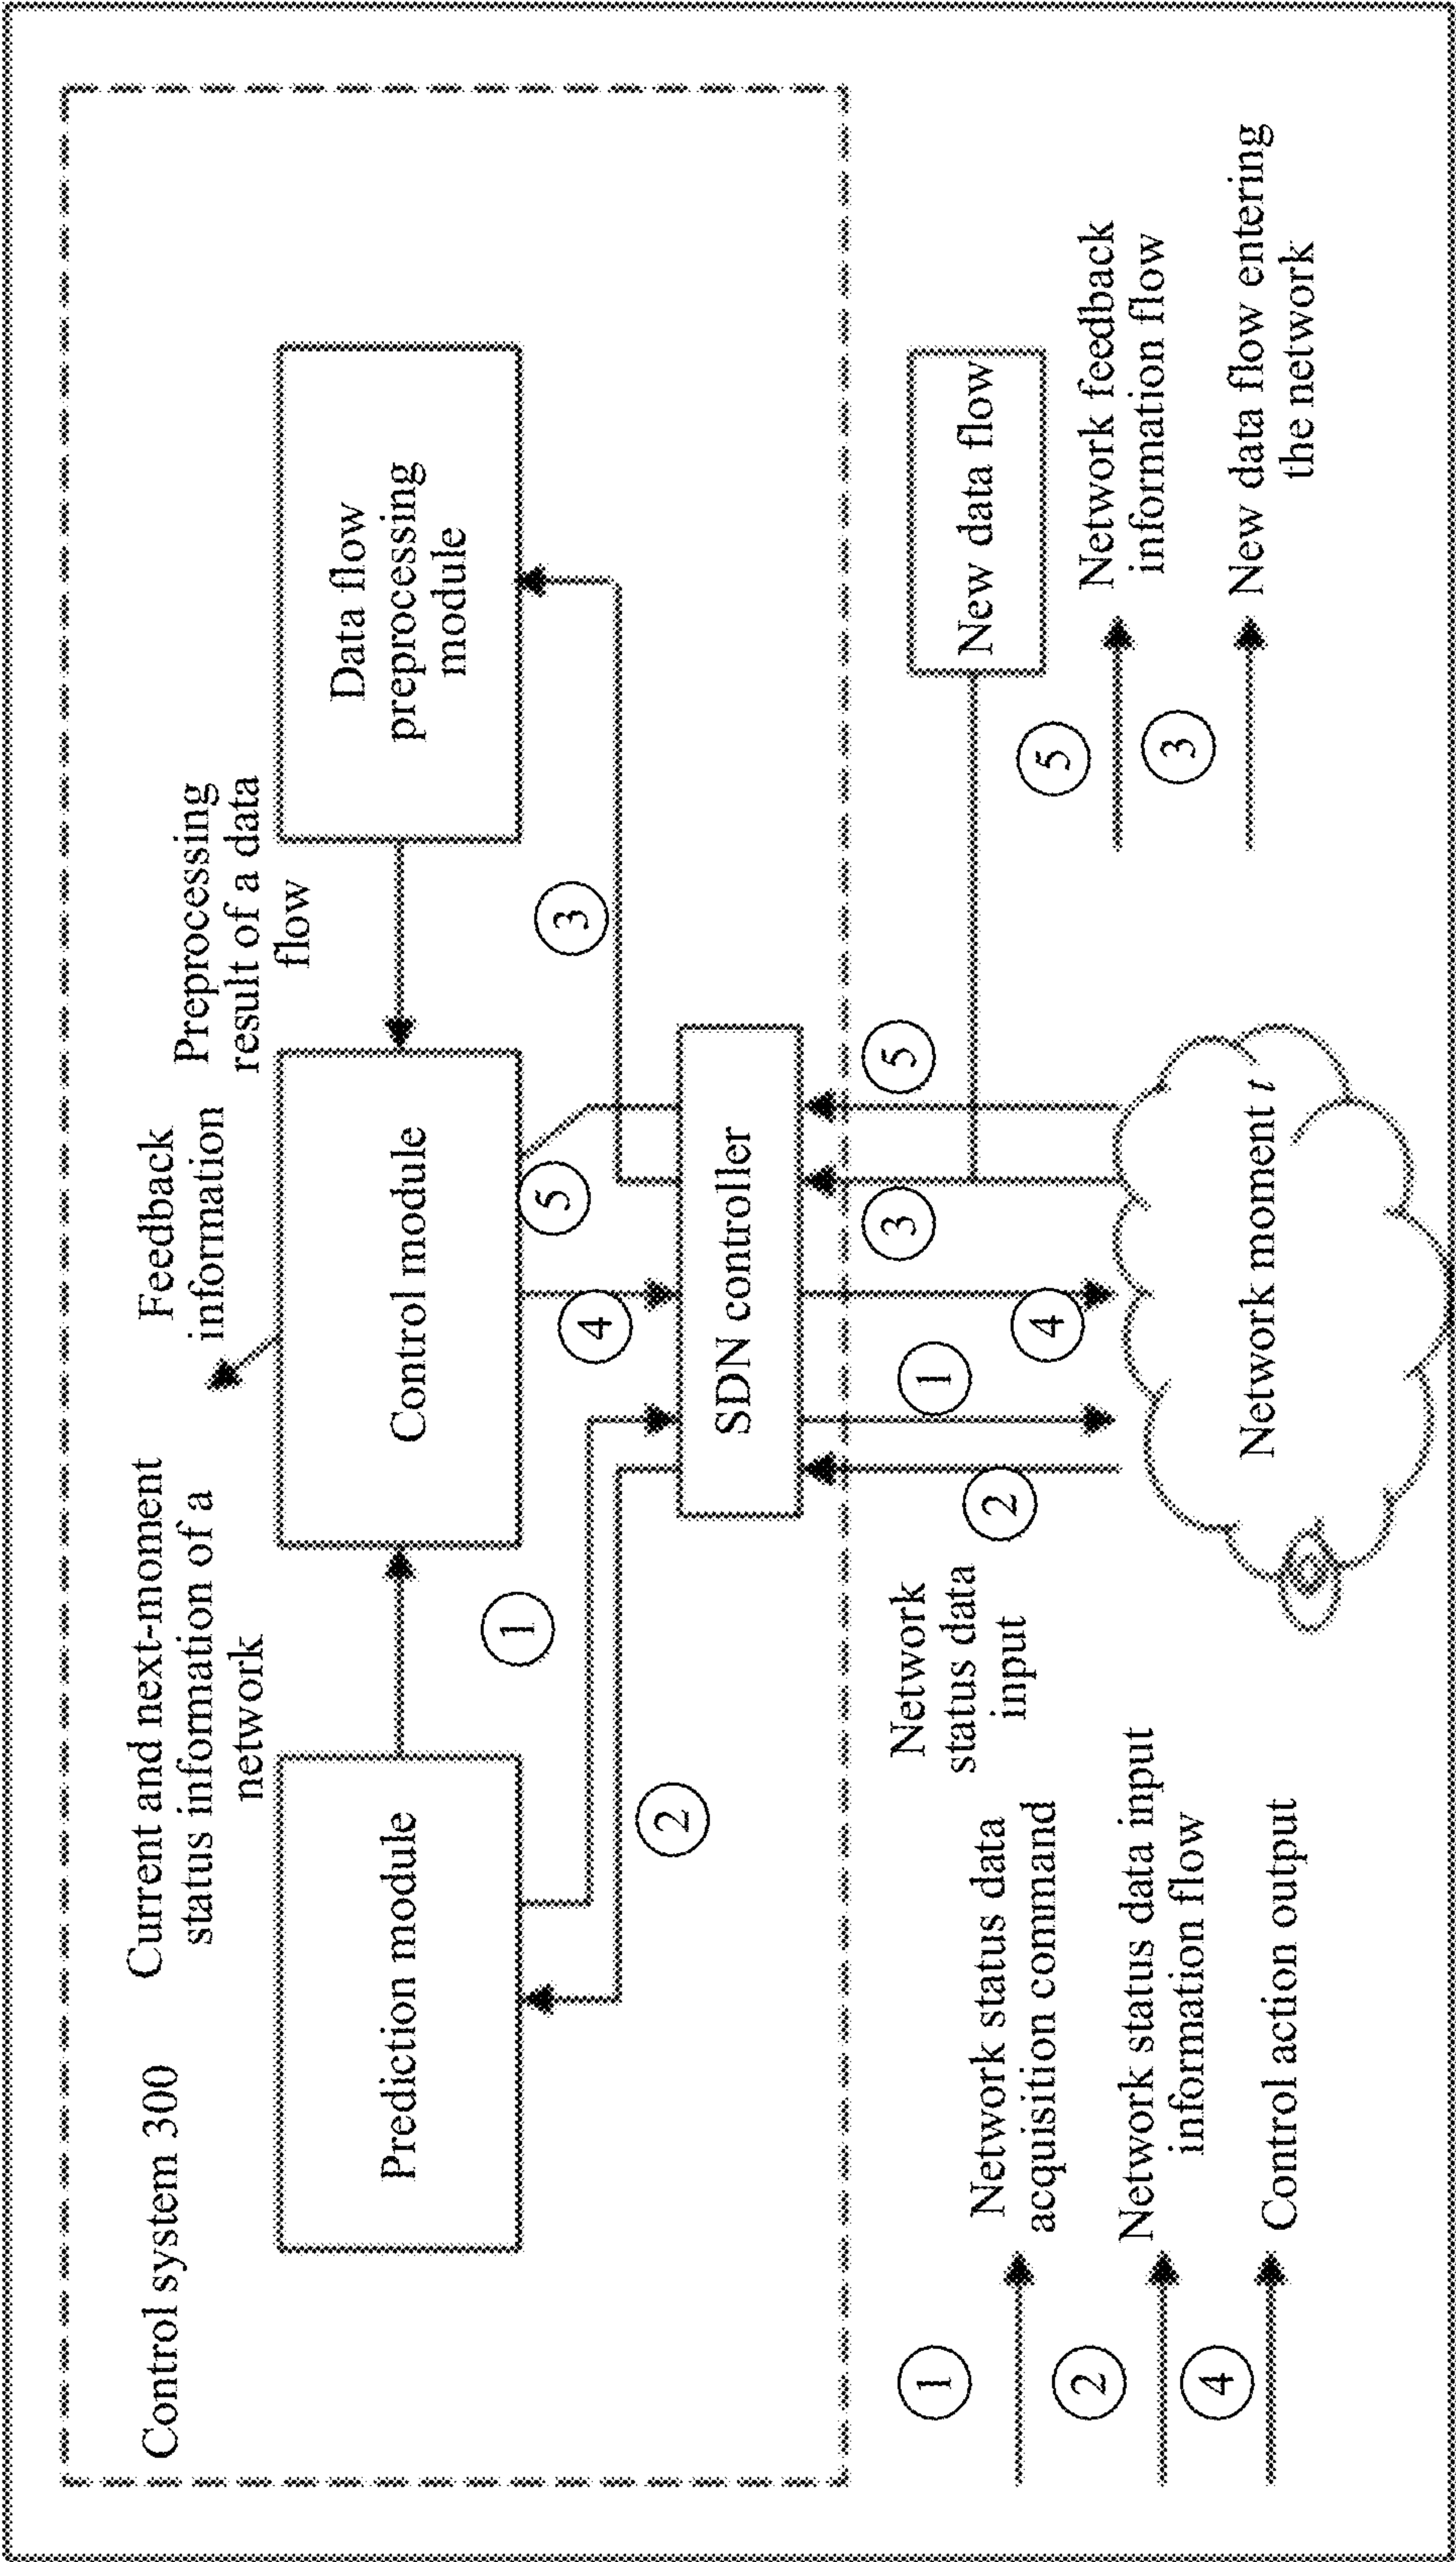 Control system 300
Current and next-moment
status information of a
network
Feedback
information
Preprocessing
result of a data
flow
Prediction module
Control module
Data flow
preprocessing
module
1
2
4
5
3
SDN controller
Network
status data
input
2
1
4
3
5
New data flow
Network moment t
1
Network status data
acquisition command
2
Network status data input
information flow
4
Control action output
5
Network feedback
information flow
3
New data flow entering
the network